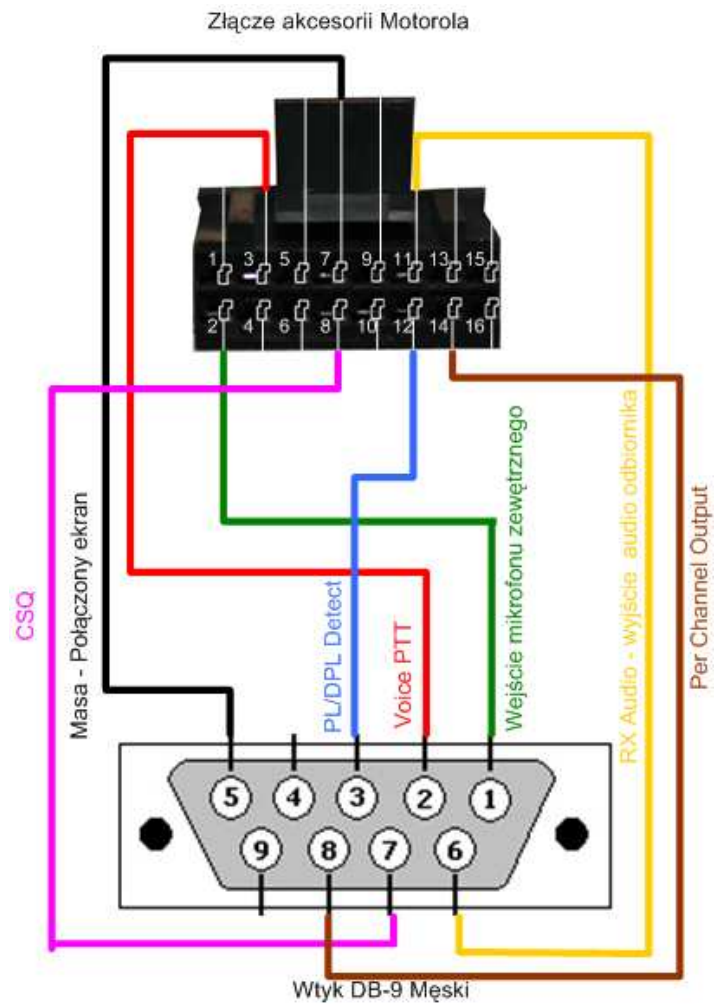 Złącze akcesorii Motorola
1 3 5 7 9 11 13 15
2 4 6 8 10 12 14 16
CSQ
Masa - Połączony ekran
PL/DPL Detect
Voice PTT
Wejście mikrofonu zewętrznego
RX Audio - wyjście audio odbiornika
Per Channel Output
5 4 3 2 1
9 8 7 6
Wtyk DB-9 Męski